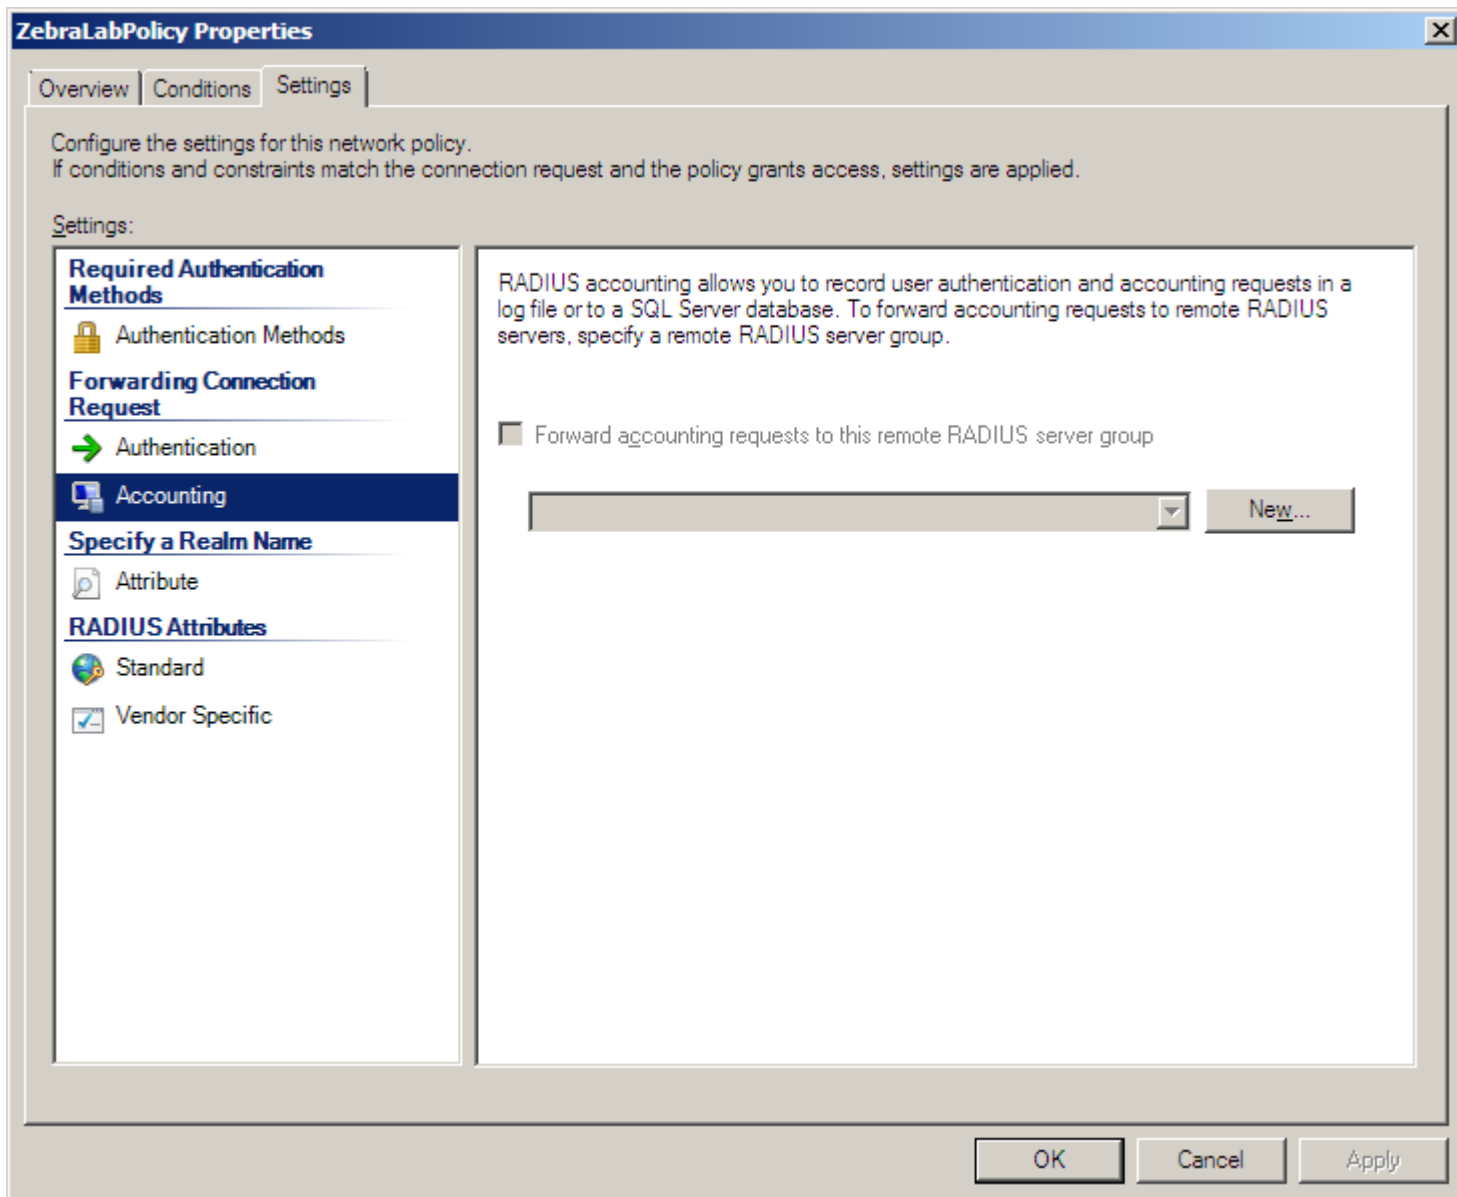 ZebraLabPolicy Properties
Overview
Conditions
Settings
Configure the settings for this network policy.
If conditions and constraints match the connection request and the policy grants access, settings are applied.
Settings:
Required Authentication
Methods
Authentication Methods
Forwarding Connection
Request
Authentication
Accounting
Specify a Realm Name
Attribute
RADIUS Attributes
Standard
Vendor Specific
RADIUS accounting allows you to record user authentication and accounting requests in a
log file or to a SQL Server database. To forward accounting requests to remote RADIUS
servers, specify a remote RADIUS server group.
Forward accounting requests to this remote RADIUS server group
New...
OK
Cancel
Apply